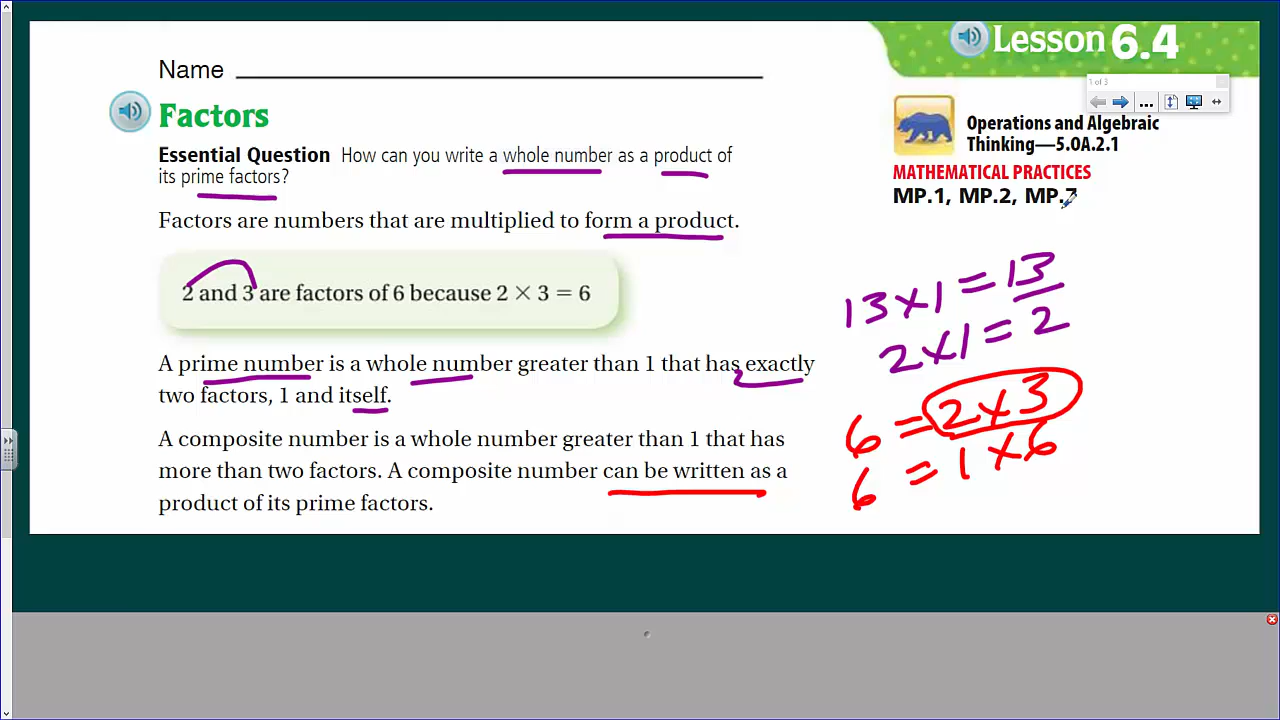 Lesson 6.4
Name
1 of 3
Factors
Operations and Algebraic
Thinking—5.OA.2.1
Essential Question How can you write a whole number as a product of
its prime factors?
MATHEMATICAL PRACTICES
MP.1, MP.2, MP.7
Factors are numbers that are multiplied to form a product.
2 and 3 are factors of 6 because 2 × 3 = 6
13 x 1 = 13
2 x 1 = 2
A prime number is a whole number greater than 1 that has exactly
two factors, 1 and itself.
6 = 2 x 3
6 = 1 x 6
A composite number is a whole number greater than 1 that has
more than two factors. A composite number can be written as a
product of its prime factors.